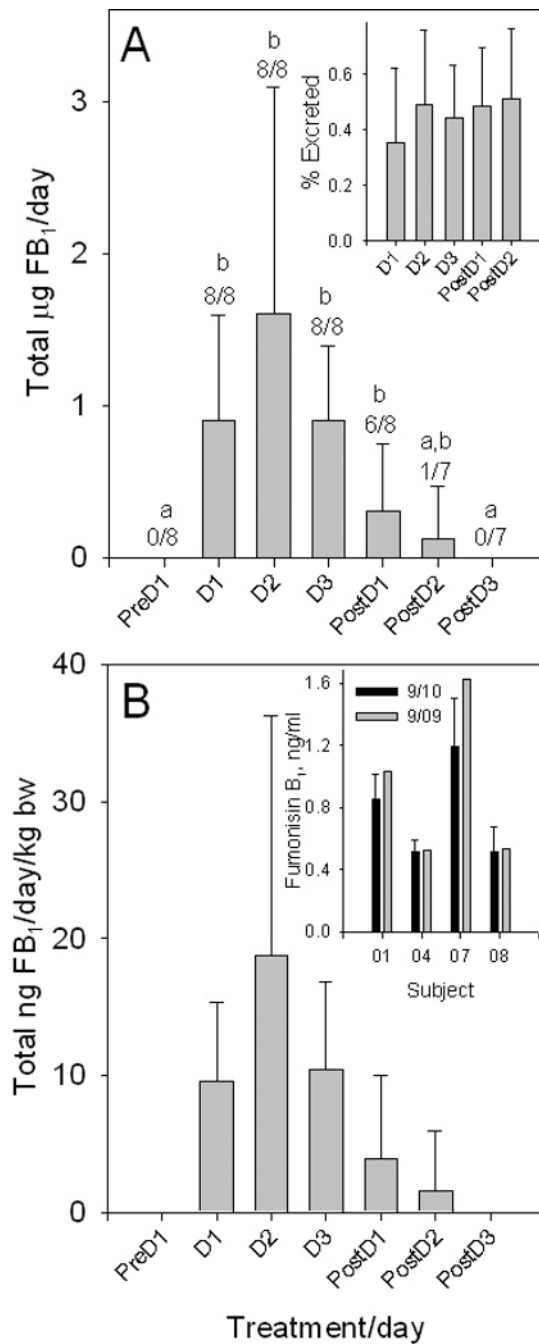 A
Total μg FB₁/day
3
2
1
0
a
0/8
b
8/8
b
8/8
b
8/8
b
6/8
a,b
1/7
a
0/7
PreD1
D1
D2
D3
PostD1
PostD2
PostD3
% Excreted
0.6
0.4
0.2
0.0
D1
D2
D3
PostD1
PostD2
B
Total ng FB₁/day/kg bw
40
30
20
10
0
PreD1
D1
D2
D3
PostD1
PostD2
PostD3
Treatment/day
Fumonisin B₁, ng/ml
1.6
1.2
0.8
0.4
0.0
9/10
9/09
01
04
07
08
Subject